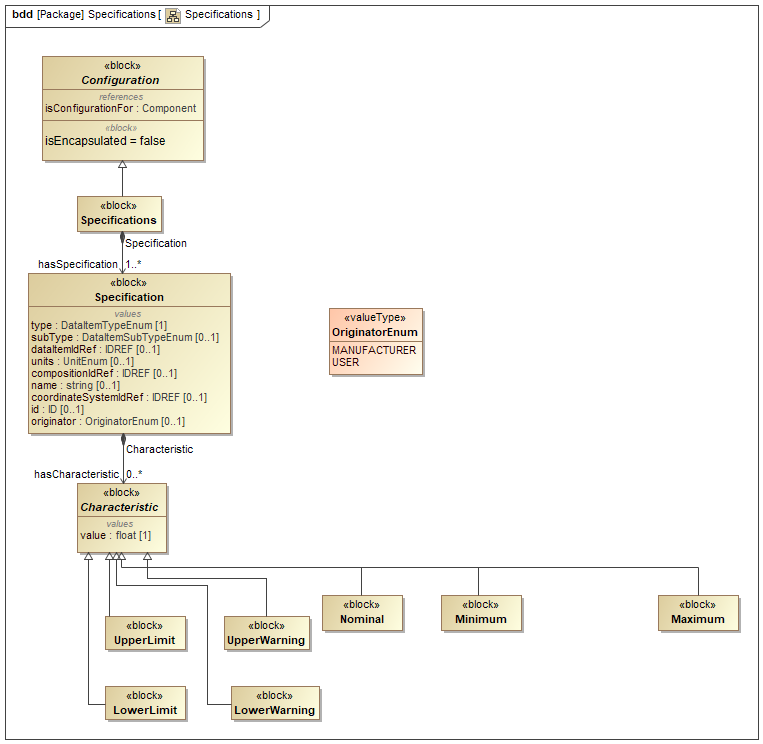 bdd [Package] Specifications [ Specifications ]
«block»
Configuration
references
isConfigurationFor : Component
«block»
isEncapsulated = false
«block»
Specifications
Specification
hasSpecification 1..*
«block»
Specification
values
type : DataItemTypeEnum [1]
subType : DataItemSubTypeEnum [0..1]
dataItemIdRef : IDREF [0..1]
units : UnitEnum [0..1]
compositionIdRef : IDREF [0..1]
name : string [0..1]
coordinateSystemIdRef : IDREF [0..1]
id : ID [0..1]
originator : OriginatorEnum [0..1]
«valueType»
OriginatorEnum
MANUFACTURER
USER
Characteristic
hasCharacteristic 0..*
«block»
Characteristic
values
value : float [1]
«block»
Nominal
«block»
Minimum
«block»
Maximum
«block»
UpperLimit
«block»
UpperWarning
«block»
LowerLimit
«block»
LowerWarning